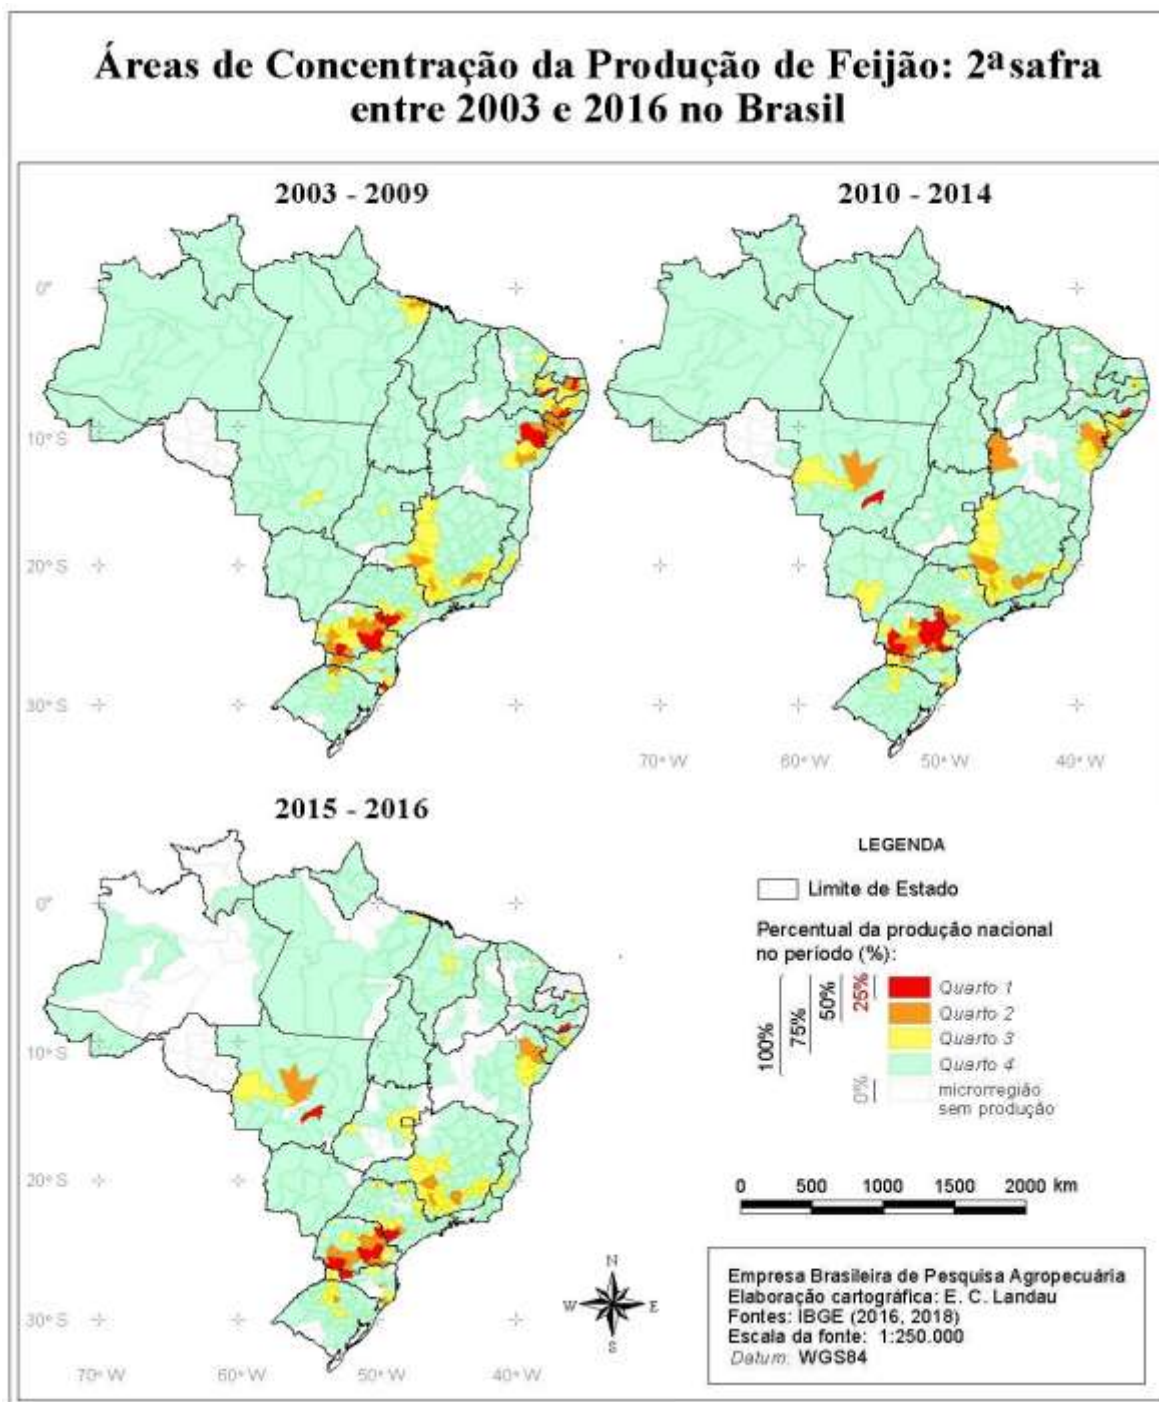 Áreas de Concentração da Produção de Feijão: 2ª safra
entre 2003 e 2016 no Brasil
2003 - 2009
2010 - 2014
0°
10° S
20° S
30° S
70° W
60° W
50° W
40° W
2015 - 2016
0°
10° S
20° S
30° S
70° W
60° W
50° W
40° W
LEGENDA
Limite de Estado
Percentual da produção nacional
no período (%):
100%
75%
50%
25%
0%
Quarto 1
Quarto 2
Quarto 3
Quarto 4
microrregião
sem produção
0 500 1000 1500 2000 km
N
W E
S
Empresa Brasileira de Pesquisa Agropecuária
Elaboração cartográfica: E. C. Landau
Fontes: IBGE (2016, 2018)
Escala da fonte: 1:250.000
Datum: WGS84